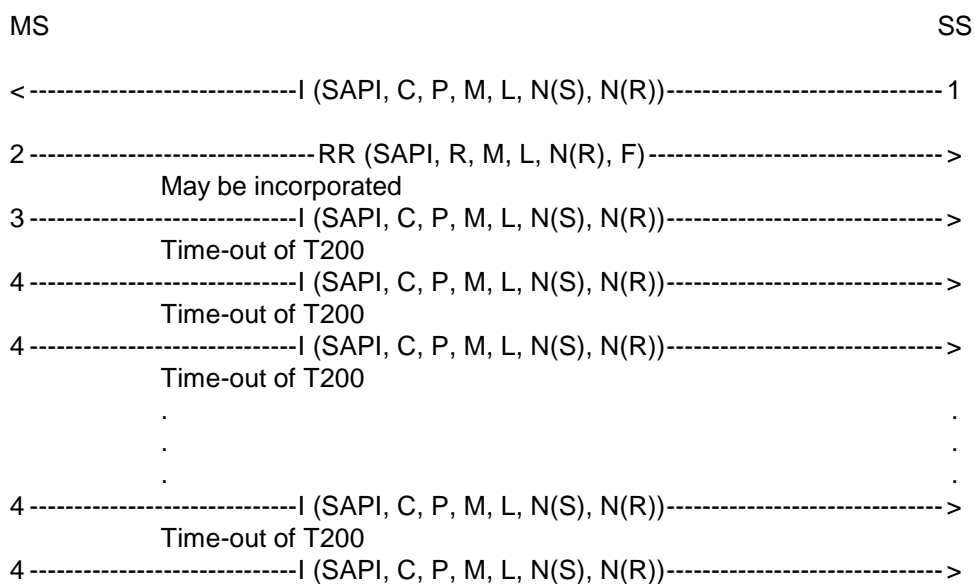 MS SS
<------------------------------I (SAPI, C, P, M, L, N(S), N(R))------------------------------- 1
2 --------------------------------RR (SAPI, R, M, L, N(R), F) --------------------------------- >
May be incorporated
3 ------------------------------I (SAPI, C, P, M, L, N(S), N(R))------------------------------- >
Time-out of T200
4 ------------------------------I (SAPI, C, P, M, L, N(S), N(R))------------------------------- >
Time-out of T200
4 ------------------------------I (SAPI, C, P, M, L, N(S), N(R))------------------------------- >
Time-out of T200
. .
. .
. .
4 ------------------------------I (SAPI, C, P, M, L, N(S), N(R))------------------------------- >
Time-out of T200
4 ------------------------------I (SAPI, C, P, M, L, N(S), N(R))------------------------------- >